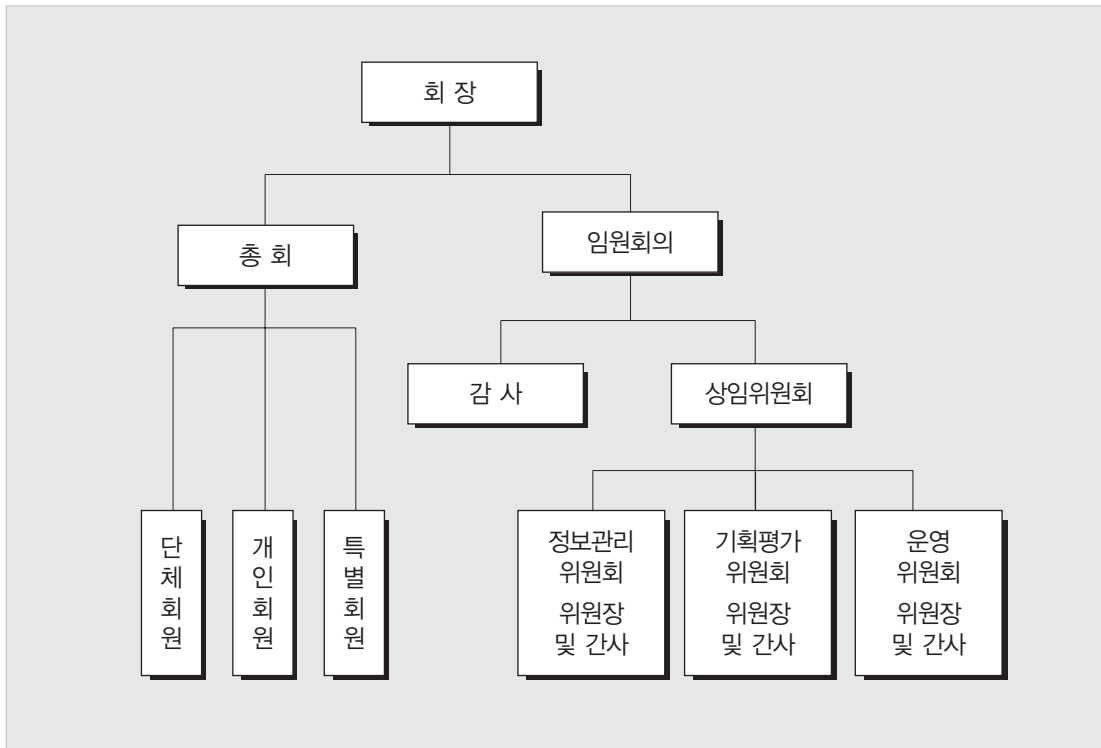 회 장
총 회
임원회의
감 사
상임위원회
단체회원
개인회원
특별회원
정보관리
위원회
위원장
및 간사
기획평가
위원회
위원장
및 간사
운영
위원회
위원장
및 간사